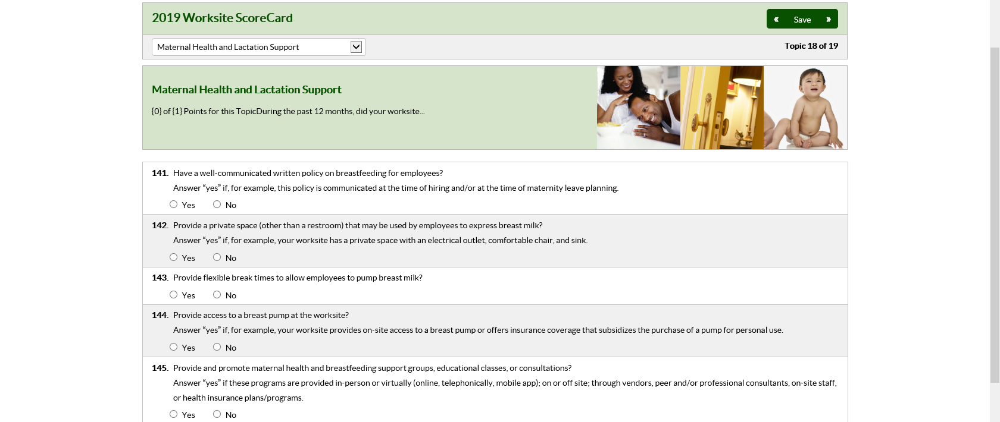 2019 Worksite ScoreCard
« Save »
Maternal Health and Lactation Support
Topic 18 of 19
Maternal Health and Lactation Support
{0} of {1} Points for this TopicDuring the past 12 months, did your worksite...
141. Have a well-communicated written policy on breastfeeding for employees?
Answer “yes” if, for example, this policy is communicated at the time of hiring and/or at the time of maternity leave planning.
Yes No
142. Provide a private space (other than a restroom) that may be used by employees to express breast milk?
Answer “yes” if, for example, your worksite has a private space with an electrical outlet, comfortable chair, and sink.
Yes No
143. Provide flexible break times to allow employees to pump breast milk?
Yes No
144. Provide access to a breast pump at the worksite?
Answer “yes” if, for example, your worksite provides on-site access to a breast pump or offers insurance coverage that subsidizes the purchase of a pump for personal use.
Yes No
145. Provide and promote maternal health and breastfeeding support groups, educational classes, or consultations?
Answer “yes” if these programs are provided in-person or virtually (online, telephonically, mobile app); on or off site; through vendors, peer and/or professional consultants, on-site staff,
or health insurance plans/programs.
Yes No